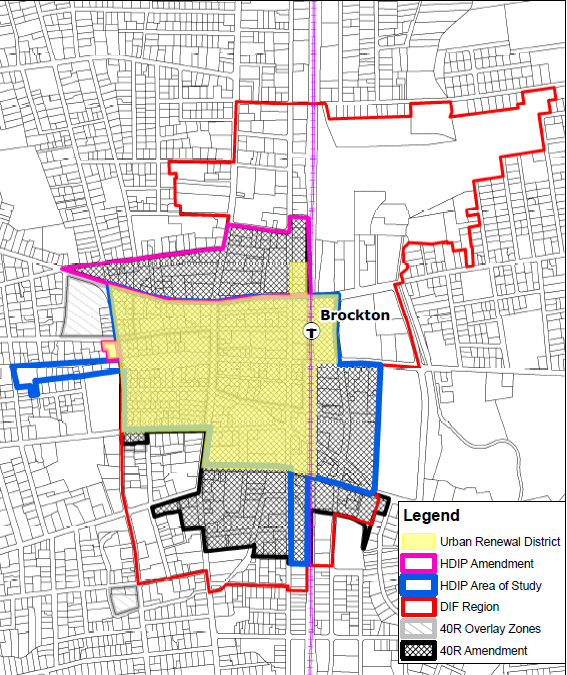 Brockton
T
Legend
Urban Renewal District
HDIP Amendment
HDIP Area of Study
DIF Region
40R Overlay Zones
40R Amendment